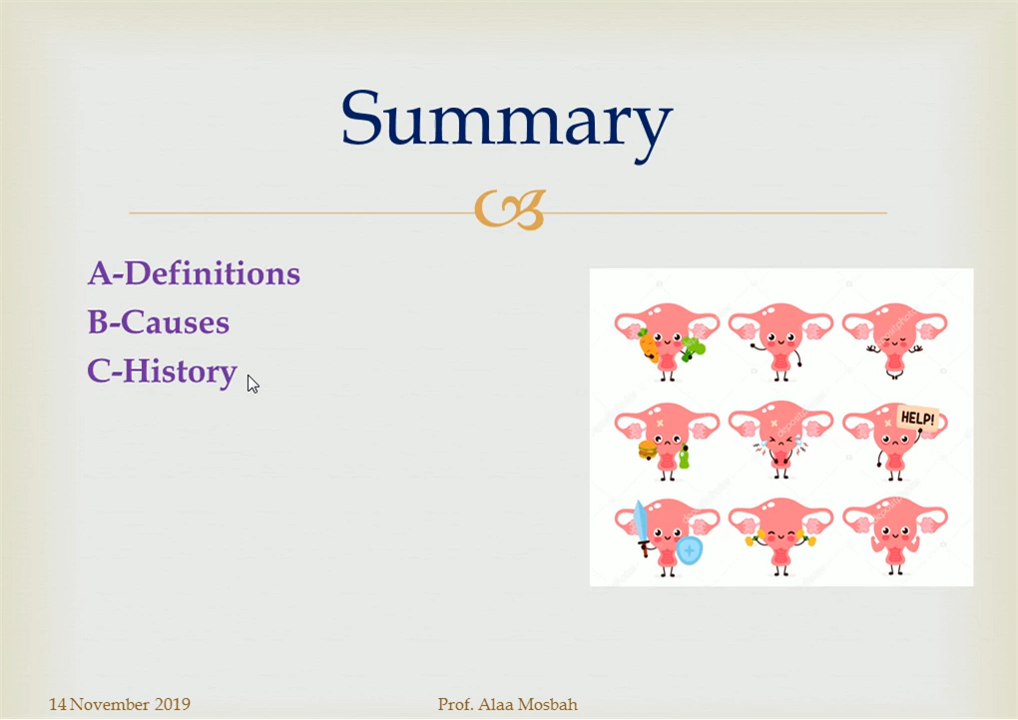 Summary
A-Definitions
B-Causes
C-History
HELP!
14 November 2019
Prof. Alaa Mosbah